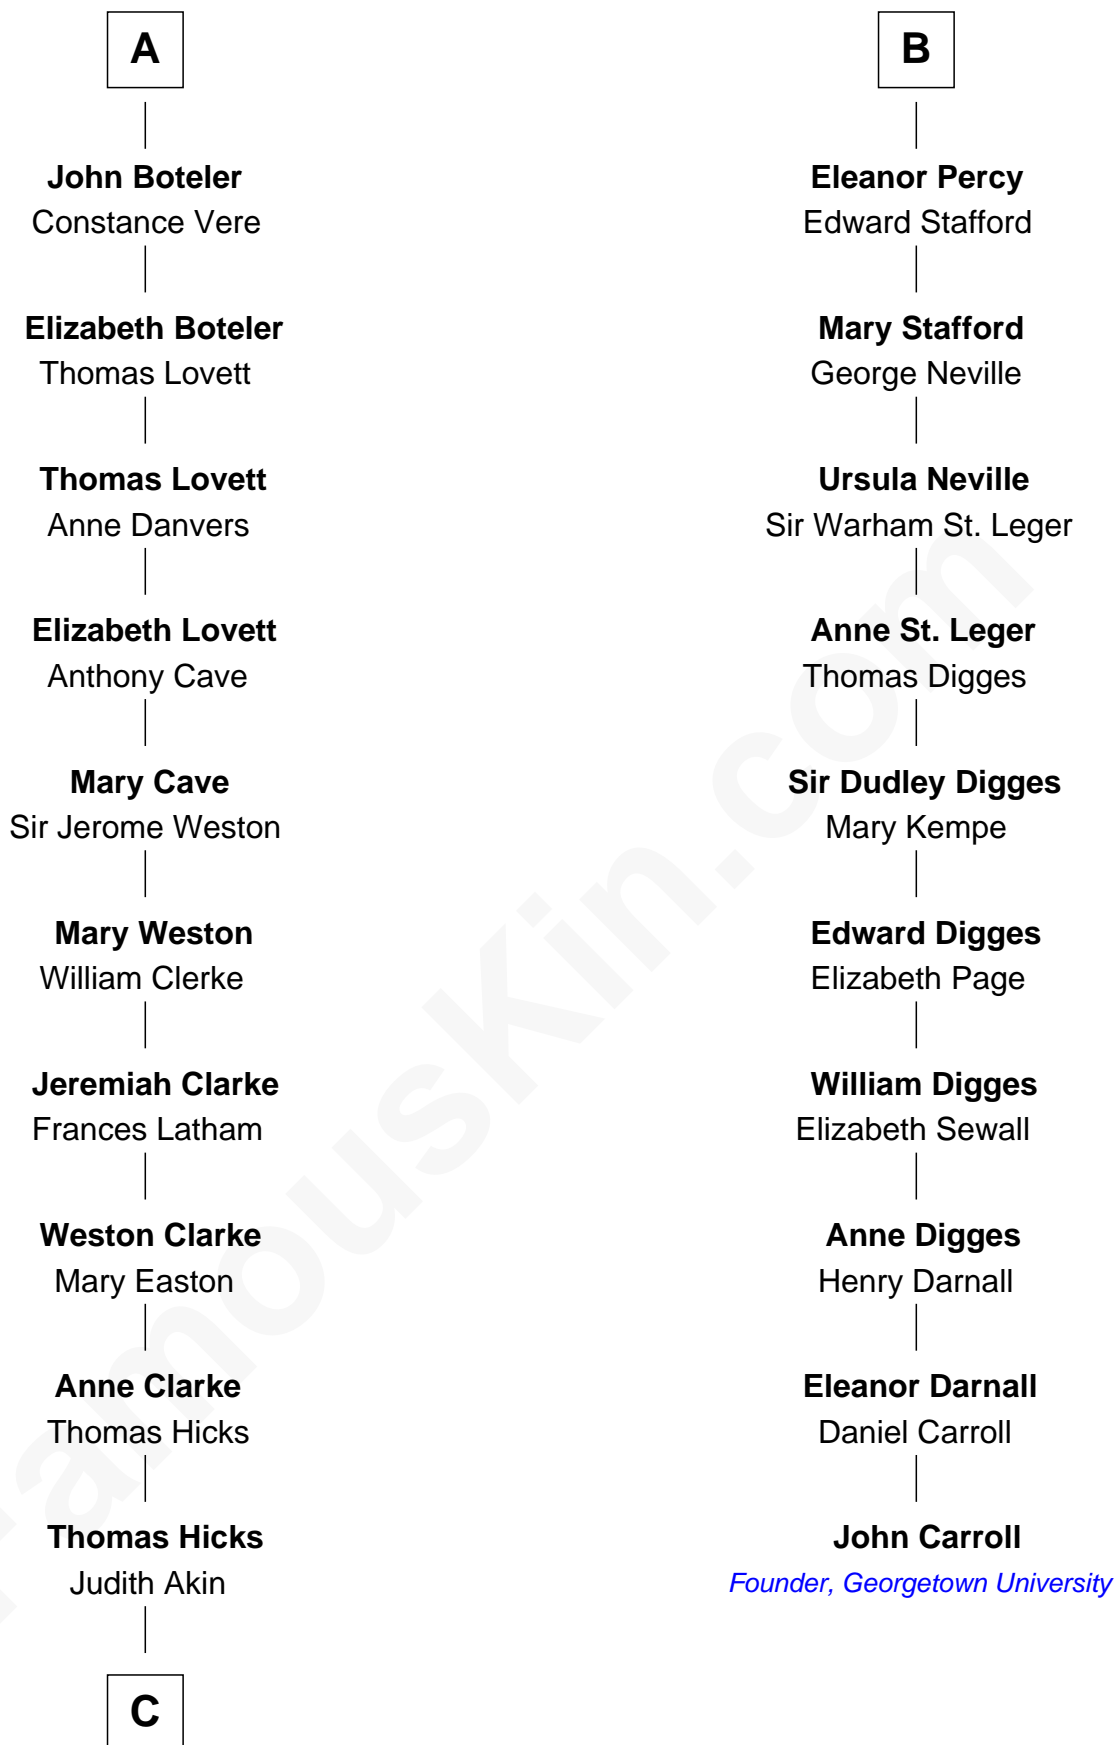 A
John Boteler
Constance Vere
Elizabeth Boteler
Thomas Lovett
Thomas Lovett
Anne Danvers
Elizabeth Lovett
Anthony Cave
Mary Cave
Sir Jerome Weston
Mary Weston
William Clerke
Jeremiah Clarke
Frances Latham
Weston Clarke
Mary Easton
Anne Clarke
Thomas Hicks
Thomas Hicks
Judith Akin
C
B
Eleanor Percy
Edward Stafford
Mary Stafford
George Neville
Ursula Neville
Sir Warham St. Leger
Anne St. Leger
Thomas Digges
Sir Dudley Digges
Mary Kempe
Edward Digges
Elizabeth Page
William Digges
Elizabeth Sewall
Anne Digges
Henry Darnall
Eleanor Darnall
Daniel Carroll
John Carroll
Founder, Georgetown University
FamousKin.com